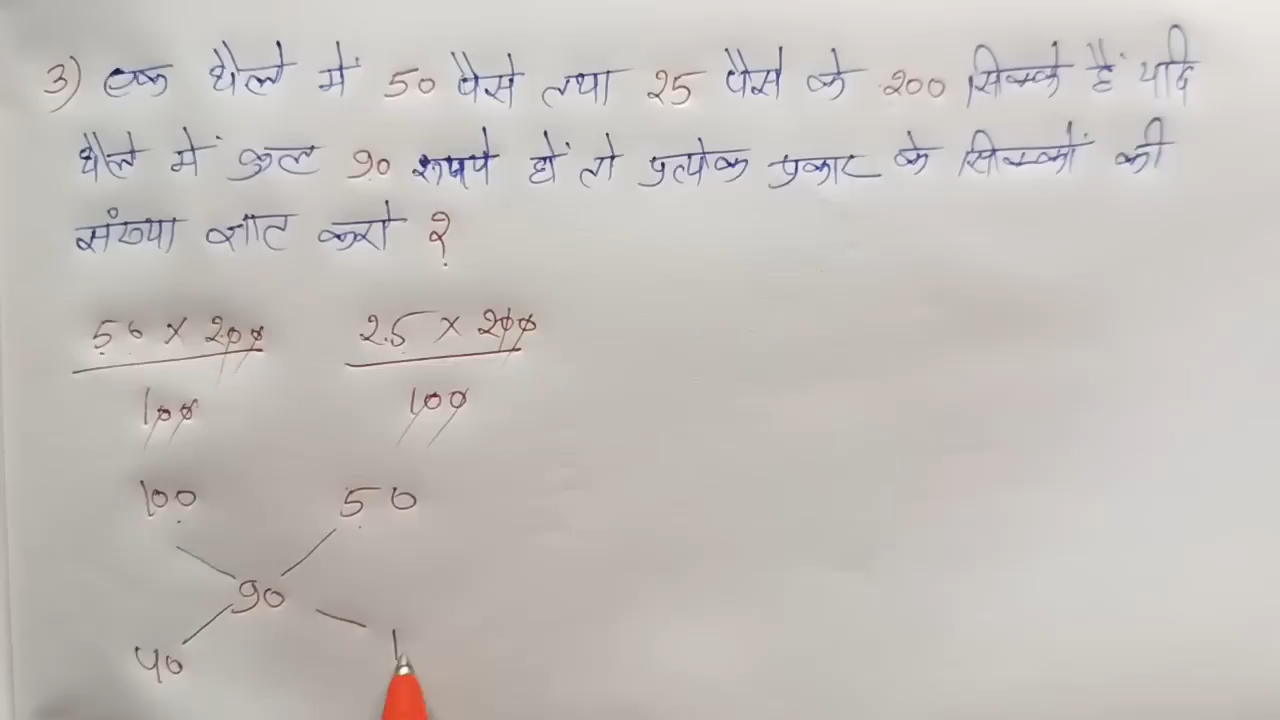 3) एक थैले में 50 पैसे तथा 25 पैसे के 200 सिक्के हैं यदि
थैले में कुल 90 रूपये हों तो प्रत्येक प्रकार के सिक्कों की
संख्या ज्ञात करो ?
50 x 200 25 x 200
100 100
100 50
90
40 1